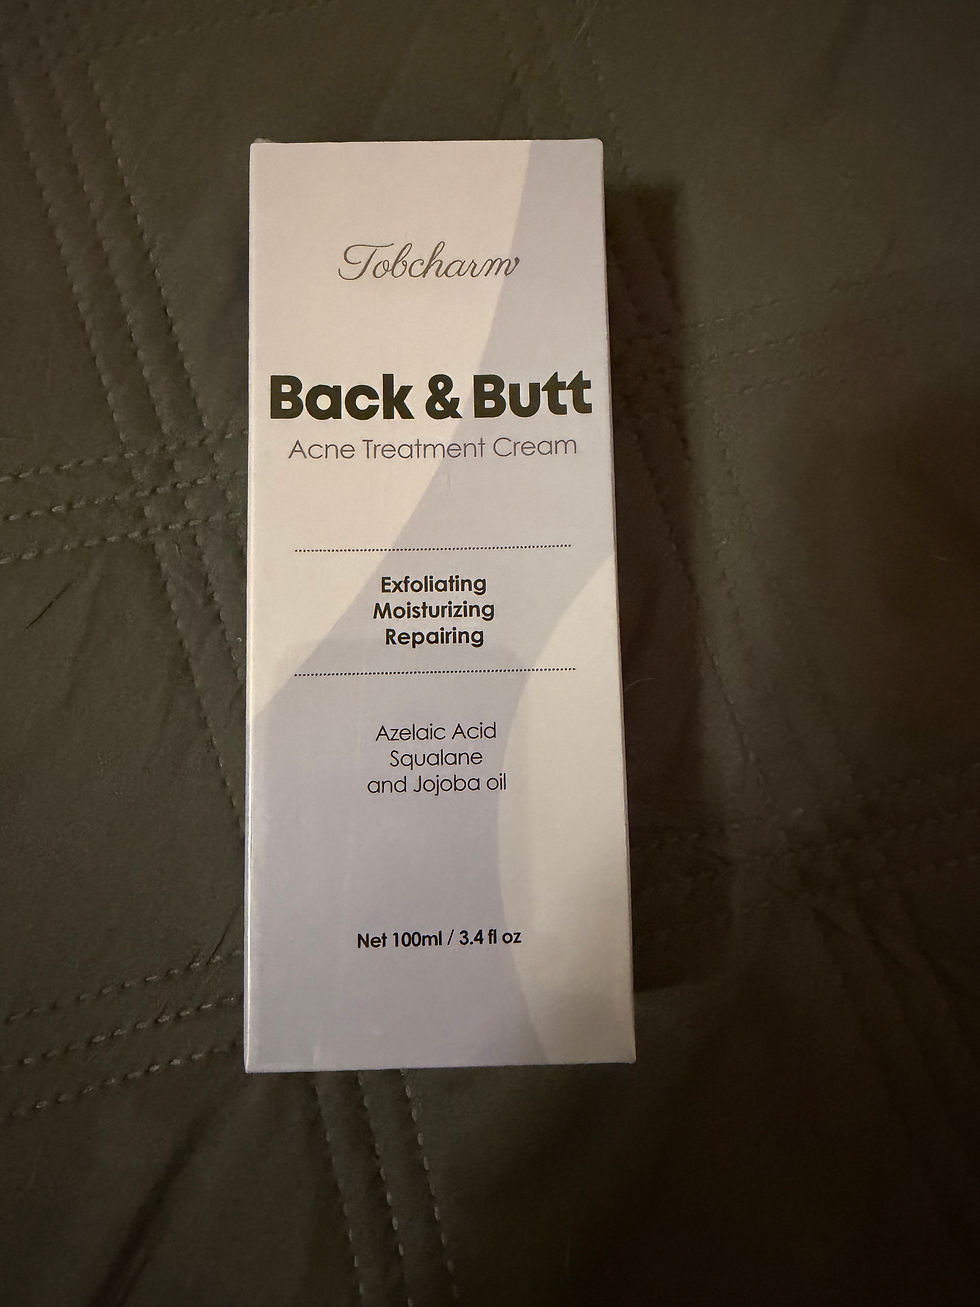 Tobcharm
Back & Butt
Acne Treatment Cream
Exfoliating
Moisturizing
Repairing
Azelaic Acid
Squalane
and Jojoba oil
Net 100ml / 3.4 fl oz